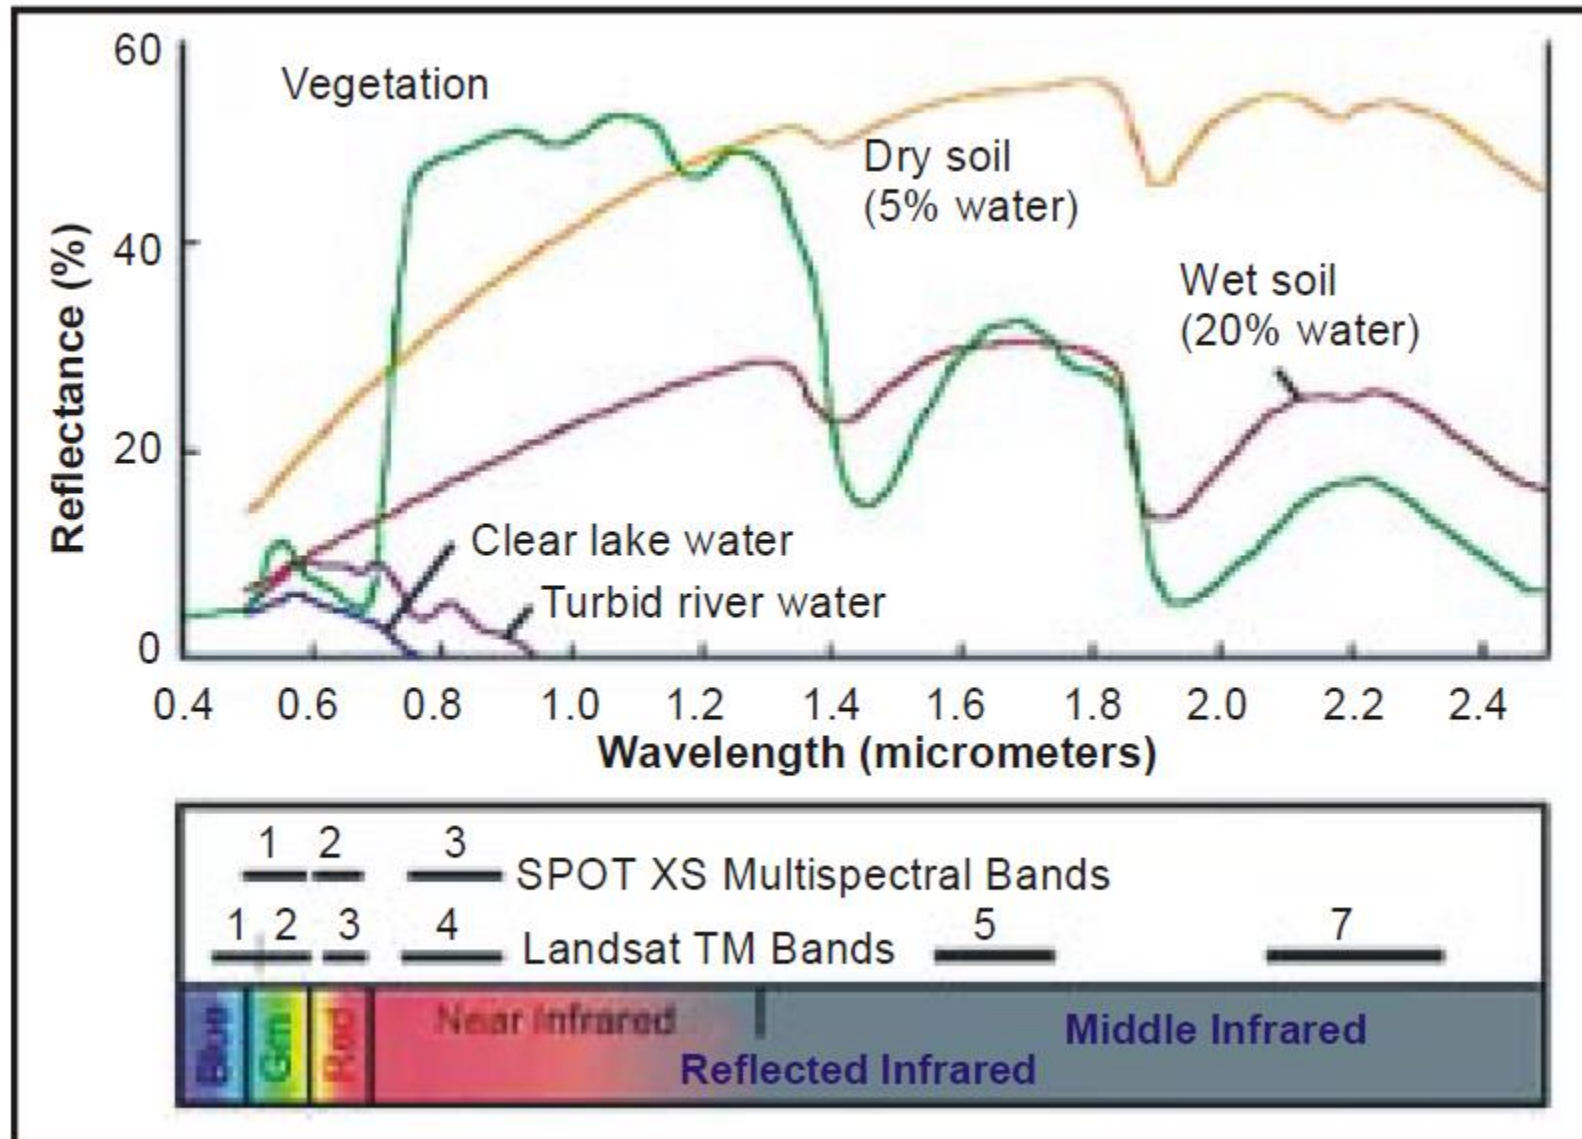 60
Vegetation
Dry soil
(5% water)
40
Wet soil
(20% water)
Reflectance (%)
20
Clear lake water
Turbid river water
0
0.4 0.6 0.8 1.0 1.2 1.4 1.6 1.8 2.0 2.2 2.4
Wavelength (micrometers)
1 2 3
SPOT XS Multispectral Bands
1 2 3 4 5 7
Landsat TM Bands
Blue Grn Red Near Infrared Middle Infrared
Reflected Infrared